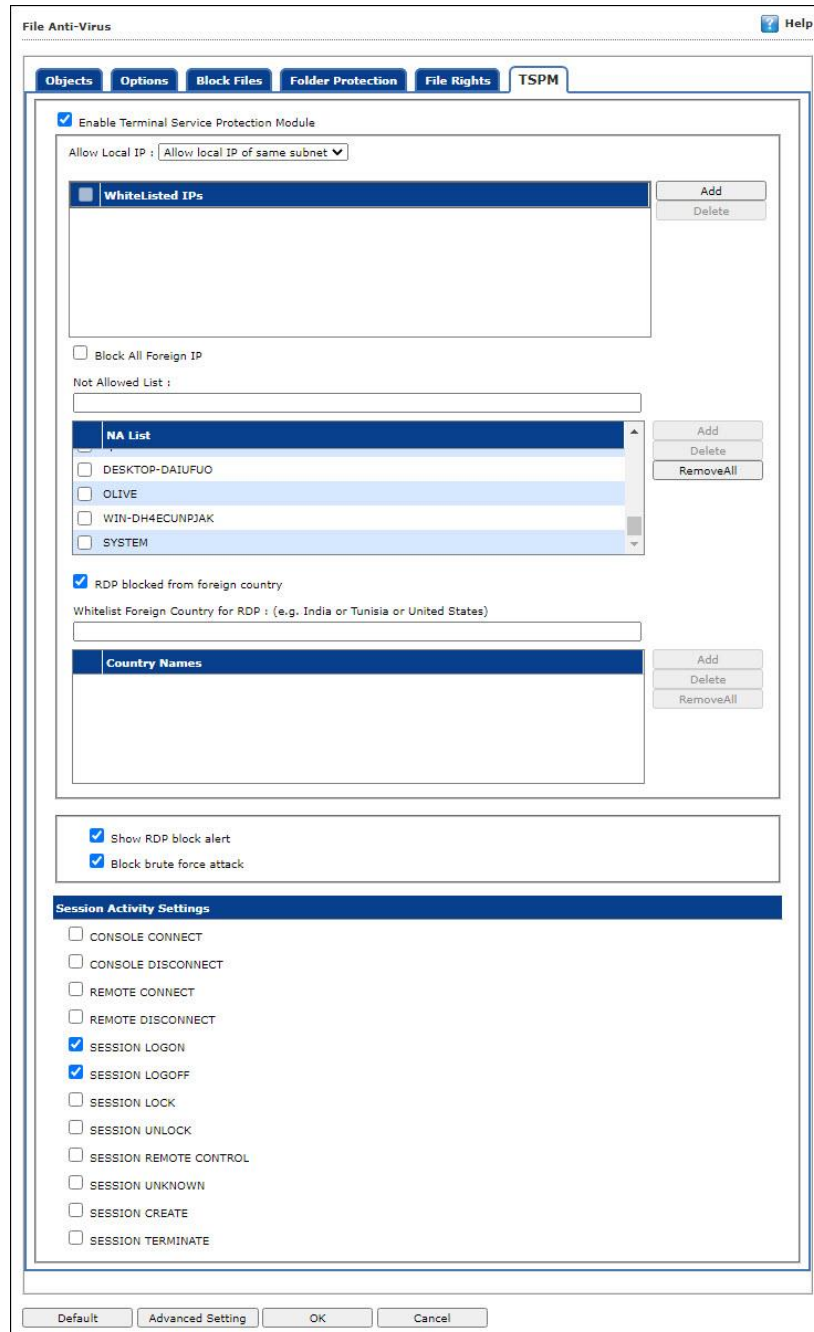 File Anti-Virus
Help
Objects Options Block Files Folder Protection File Rights TSPM
Enable Terminal Service Protection Module
Allow Local IP : Allow local IP of same subnet
WhiteListed IPs
Add
Delete
Block All Foreign IP
Not Allowed List :
NA List
Add
Delete
RemoveAll
DESKTOP-DAIUFUO
OLIVE
WIN-DH4ECUNPJAK
SYSTEM
RDP blocked from foreign country
Whitelist Foreign Country for RDP : (e.g. India or Tunisia or United States)
Country Names
Add
Delete
RemoveAll
Show RDP block alert
Block brute force attack
Session Activity Settings
CONSOLE CONNECT
CONSOLE DISCONNECT
REMOTE CONNECT
REMOTE DISCONNECT
SESSION LOGON
SESSION LOGOFF
SESSION LOCK
SESSION UNLOCK
SESSION REMOTE CONTROL
SESSION UNKNOWN
SESSION CREATE
SESSION TERMINATE
Default Advanced Setting OK Cancel